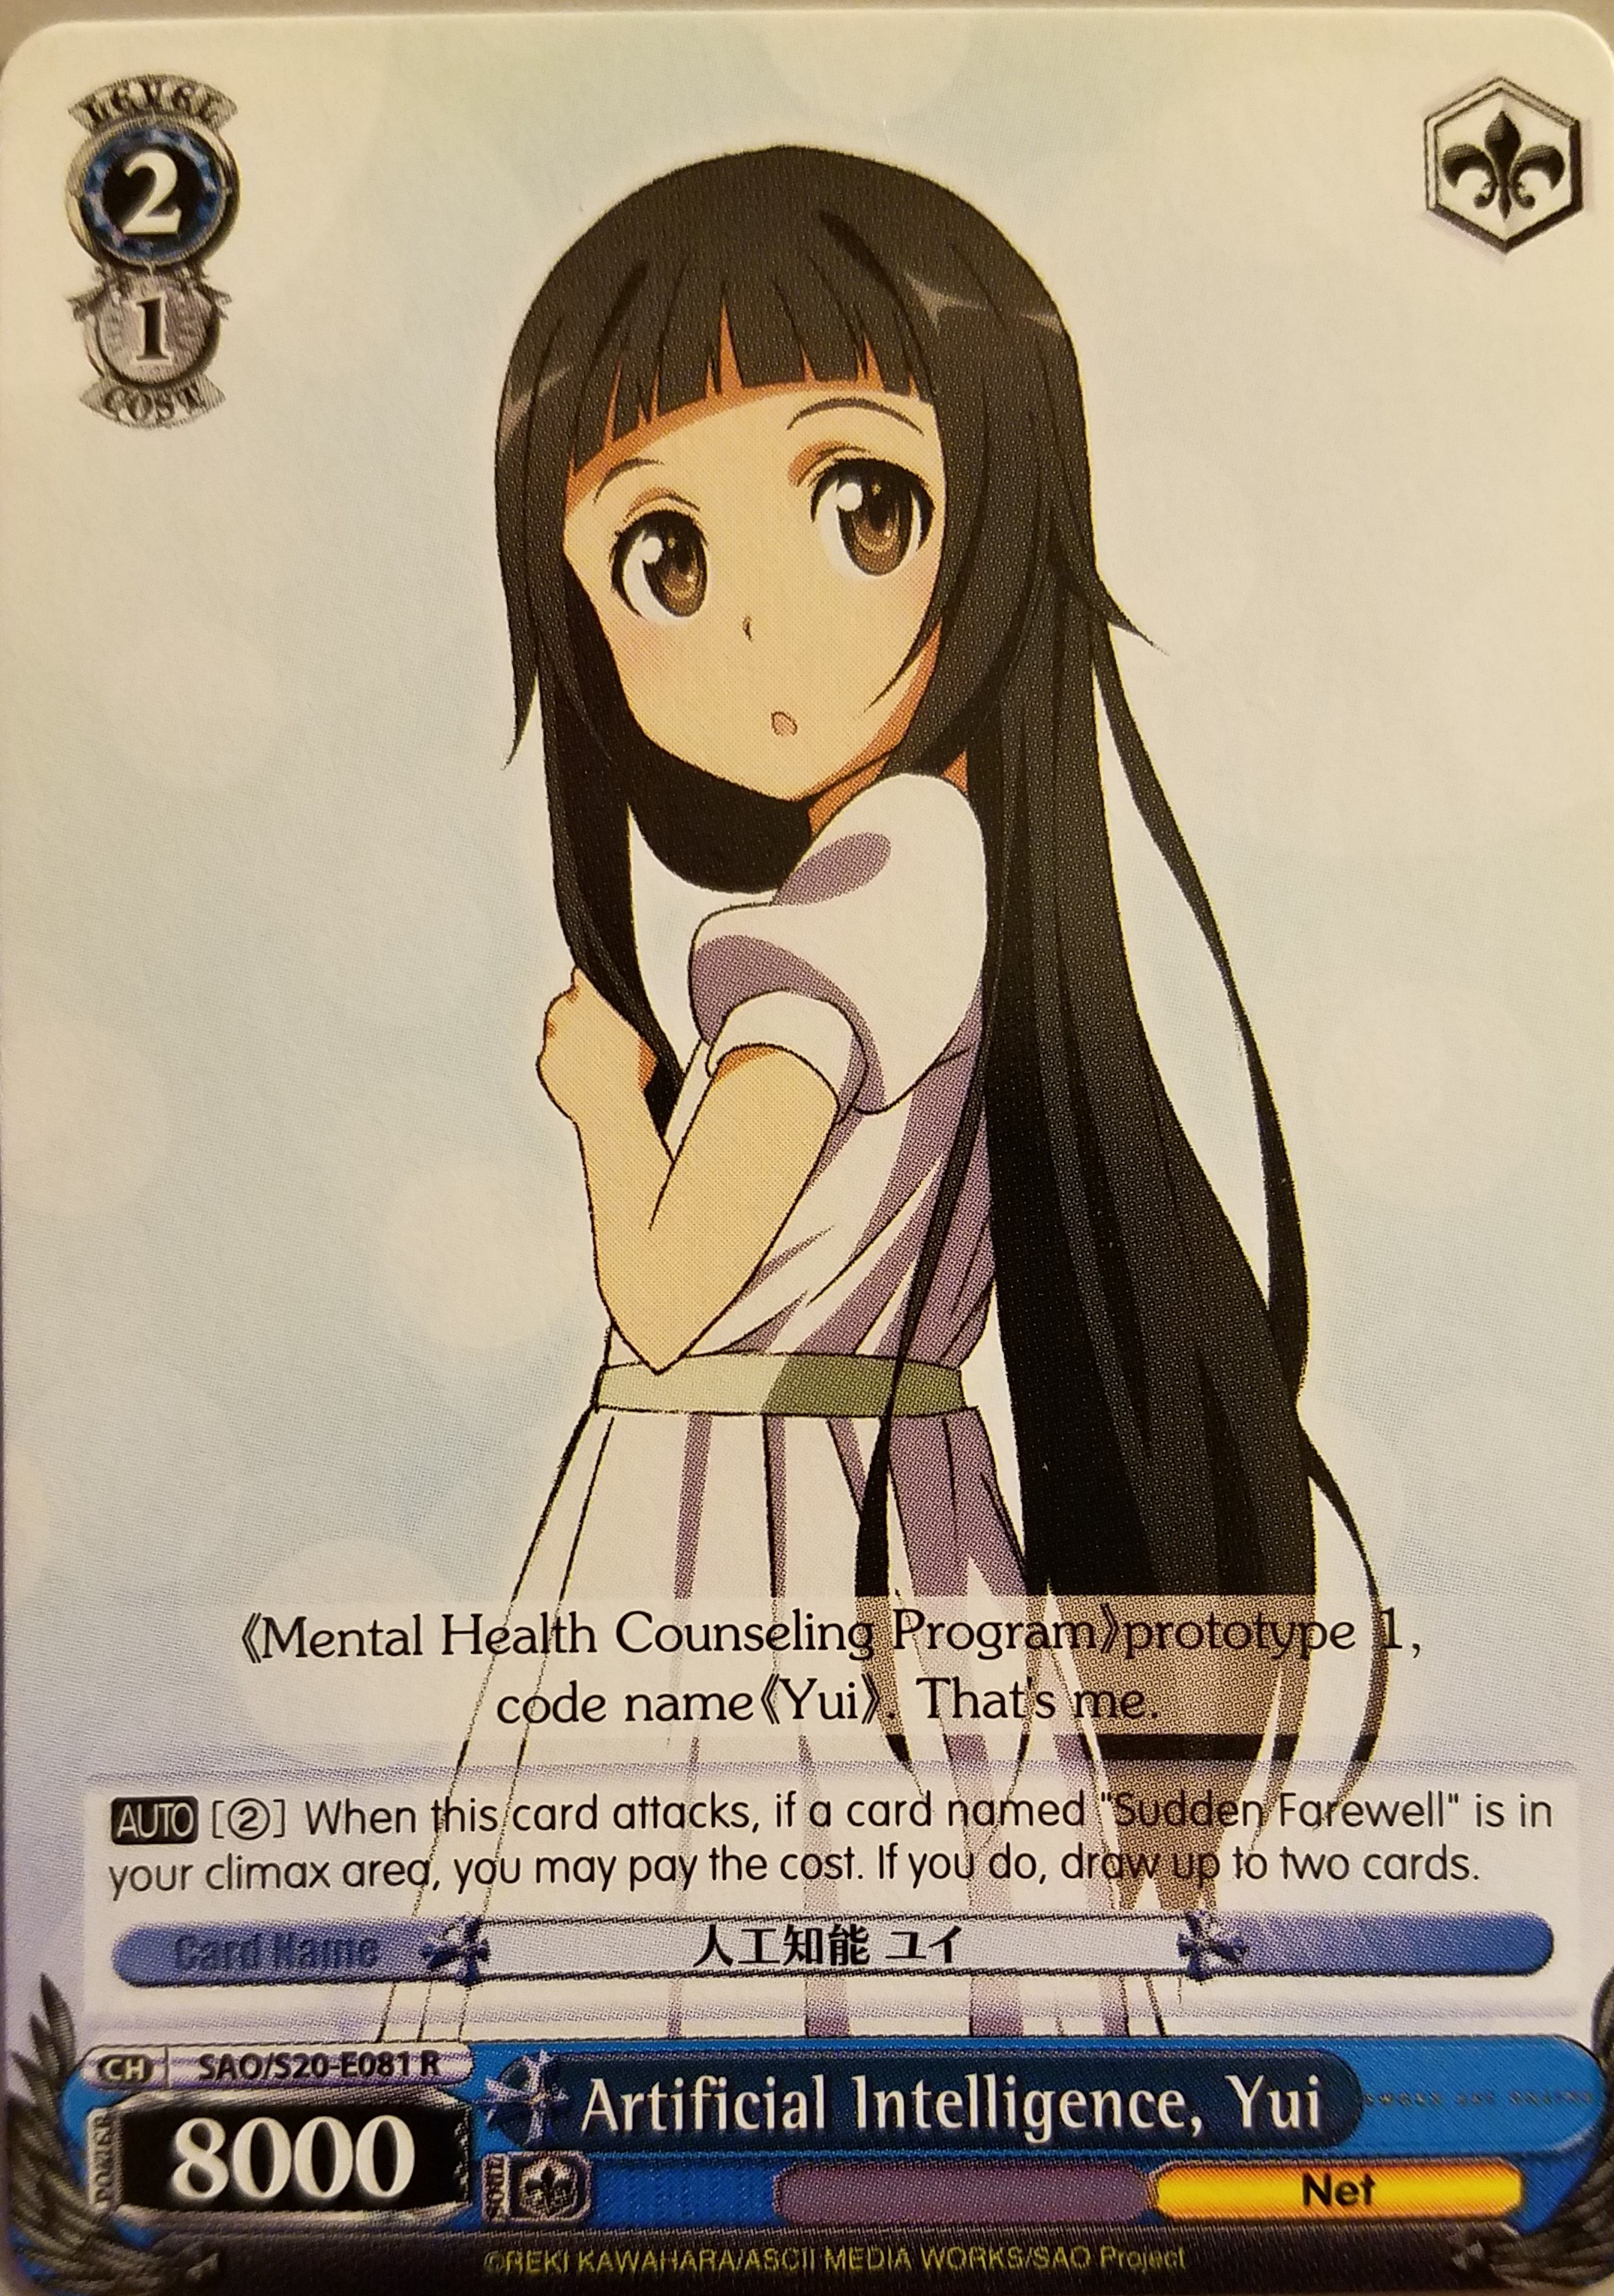 LEVEL
2
1
COST
《Mental Health Counseling Program》prototype 1,
code name《Yui》. That's me.
AUTO [②] When this card attacks, if a card named "Sudden Farewell" is in
your climax area, you may pay the cost. If you do, draw up to two cards.
Card Name 人工知能 ユイ
CH SAO/S20-E081 R
POWER 8000
Artificial Intelligence, Yui
SOUL
Net
©REKI KAWAHARA/ASCII MEDIA WORKS/SAO Project